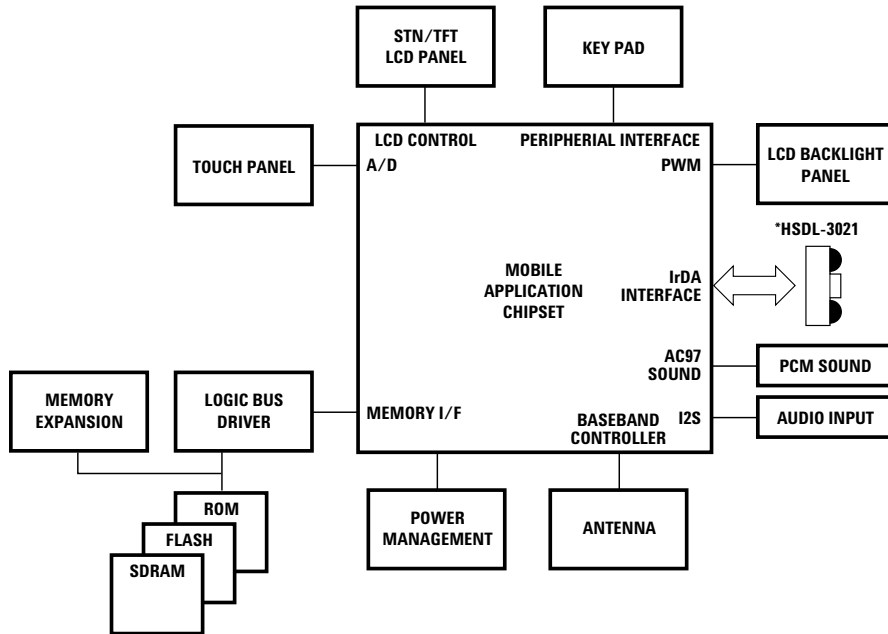 STN/TFT
LCD PANEL
KEY PAD
TOUCH PANEL
LCD CONTROL
A/D
PERIPHERIAL INTERFACE
PWM
LCD BACKLIGHT
PANEL
*HSDL-3021
MOBILE
APPLICATION
CHIPSET
IrDA
INTERFACE
AC97
SOUND
PCM SOUND
MEMORY
EXPANSION
LOGIC BUS
DRIVER
MEMORY I/F
BASEBAND
CONTROLLER
I2S
AUDIO INPUT
ROM
FLASH
SDRAM
POWER
MANAGEMENT
ANTENNA